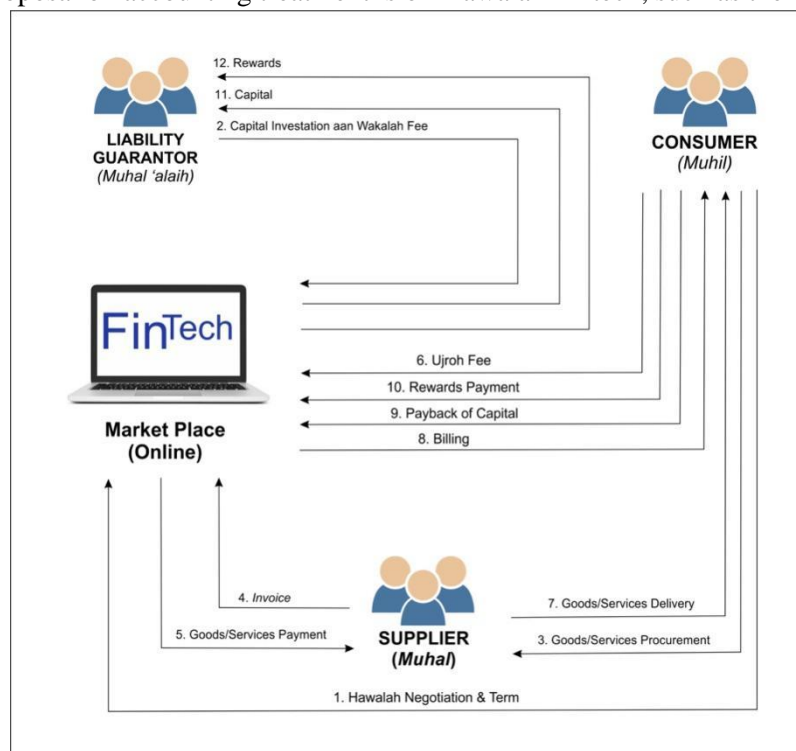 12. Rewards
11. Capital
2. Capital Investation aan Wakalah Fee
LIABILITY
GUARANTOR
(Muhal 'alaih)
CONSUMER
(Muhil)
FinTech
Market Place
(Online)
6. Ujroh Fee
10. Rewards Payment
9. Payback of Capital
8. Billing
4. Invoice
5. Goods/Services Payment
SUPPLIER
(Muhal)
7. Goods/Services Delivery
3. Goods/Services Procurement
1. Hawalah Negotiation & Term